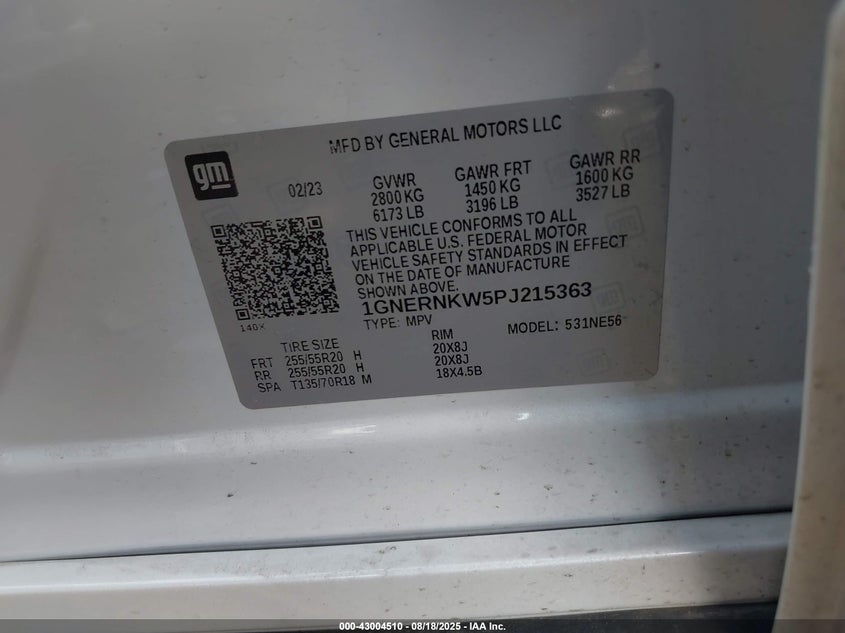 MFD BY GENERAL MOTORS LLC
gm
02/23
GVWR GAWR FRT GAWR RR
2800 KG 1450 KG 1600 KG
6173 LB 3196 LB 3527 LB
THIS VEHICLE CONFORMS TO ALL
APPLICABLE U.S. FEDERAL MOTOR
VEHICLE SAFETY STANDARDS IN EFFECT
ON THE DATE OF MANUFACTURE
SHOWN ABOVE.
1GNERNKW5PJ215363
140X
TYPE: MPV MODEL: 531NE56
TIRE SIZE RIM
FRT 255/55R20 H 20X8J
RR 255/55R20 H 20X8J
SPA T135/70R18 M 18X4.5B
000-43004510 - 08/18/2025 - IAA Inc.